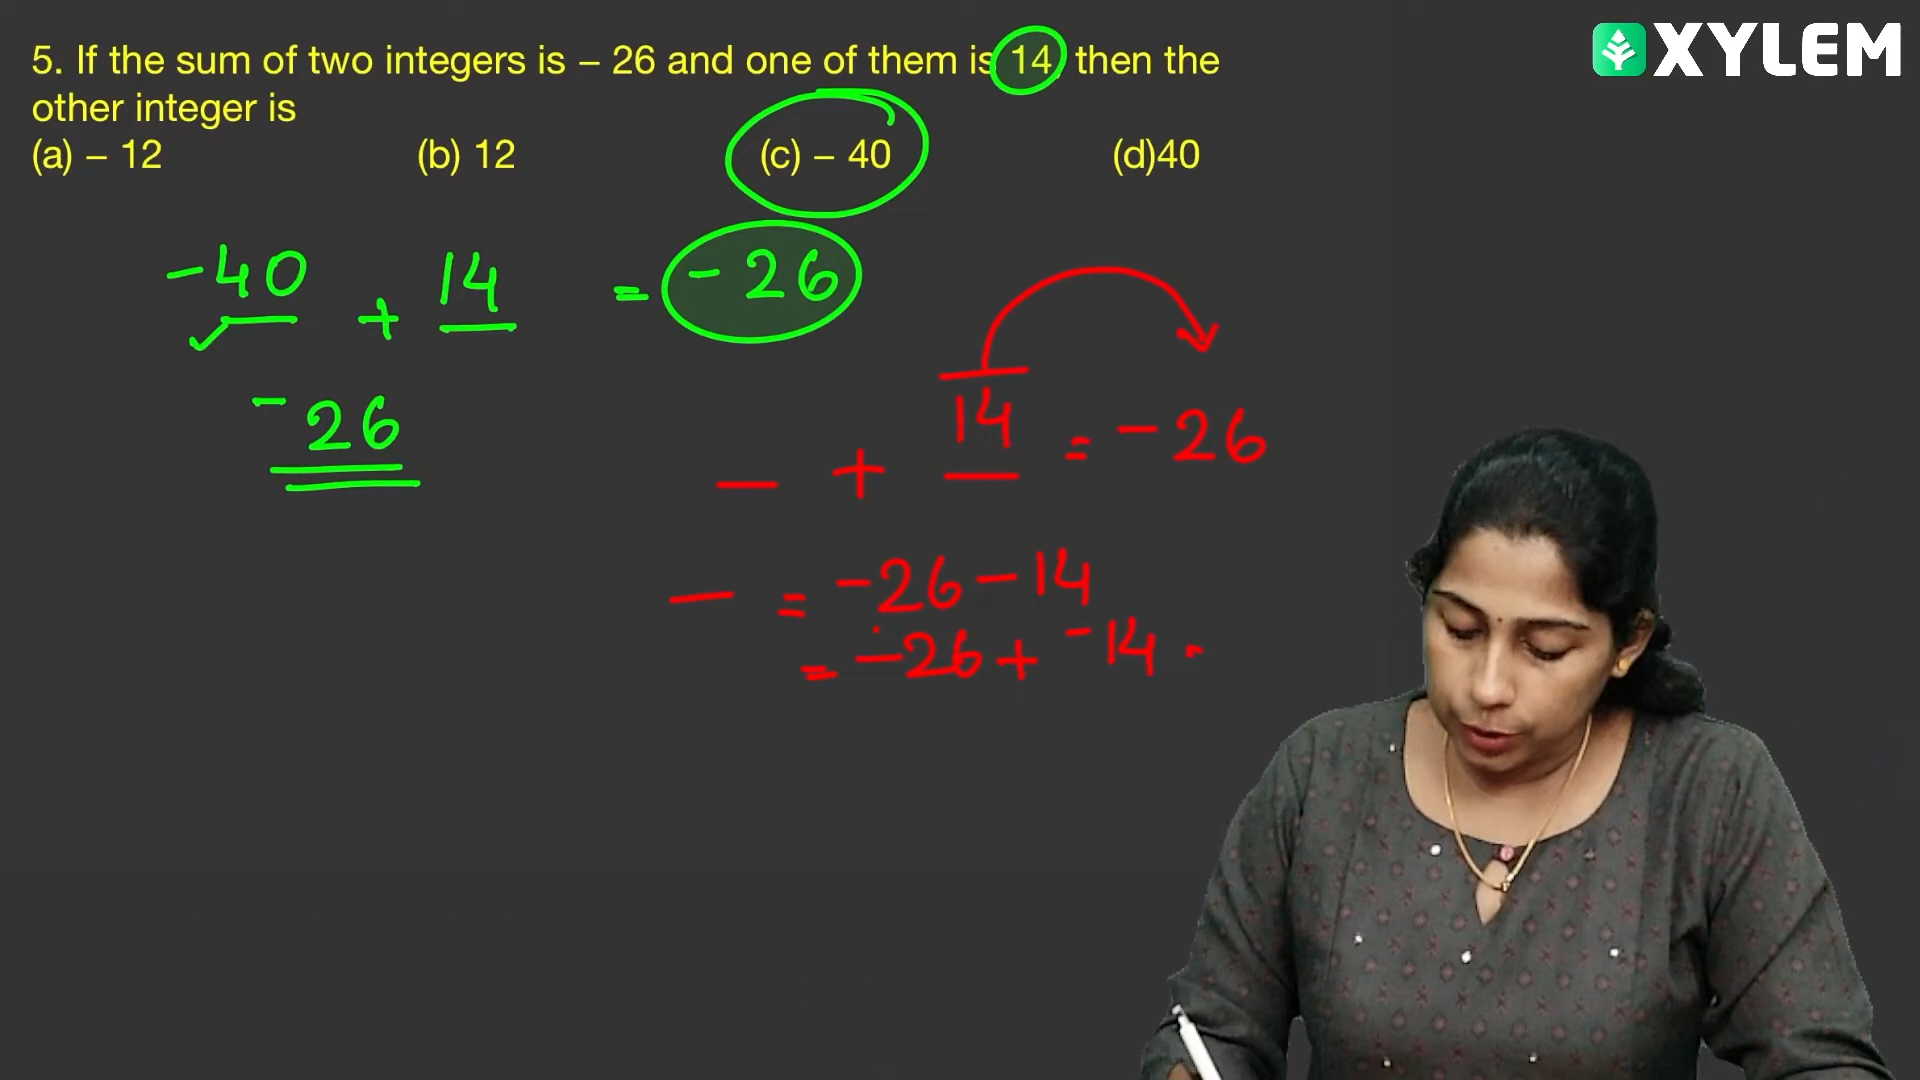 XYLEM
5. If the sum of two integers is – 26 and one of them is 14, then the
other integer is
(a) – 12 (b) 12 (c) – 40 (d)40
-40 + 14 = -26
-26
_ + 14 = -26
_ = -26 - 14
= -26 + -14